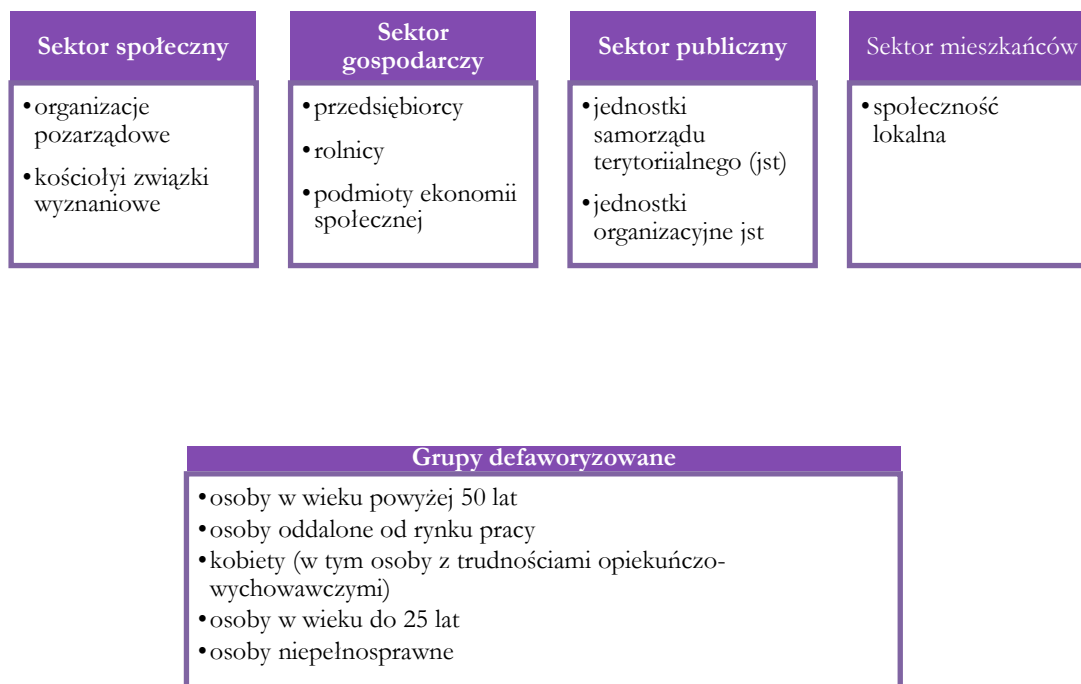 Sektor społeczny
•organizacje
pozarządowe
•kościołyi związki
wyznaniowe
Sektor
gospodarczy
•przedsiębiorcy
•rolnicy
•podmioty ekonomii
społecznej
Sektor publiczny
•jednostki
samorządu
terytoriialnego (jst)
•jednostki
organizacyjne jst
Sektor mieszkańców
•społeczność
lokalna
Grupy defaworyzowane
•osoby w wieku powyżej 50 lat
•osoby oddalone od rynku pracy
•kobiety (w tym osoby z trudnościami opiekuńczo-
wychowawczymi)
•osoby w wieku do 25 lat
•osoby niepełnosprawne